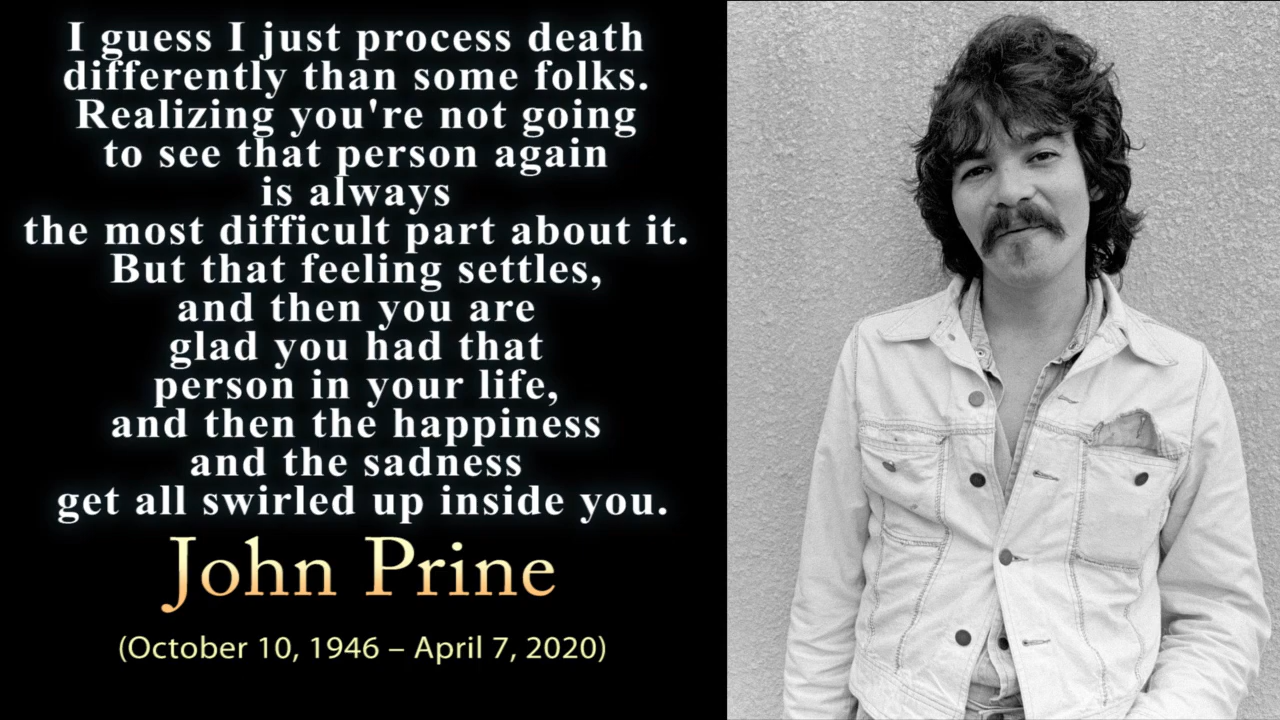 I guess I just process death
differently than some folks.
Realizing you're not going
to see that person again
is always
the most difficult part about it.
But that feeling settles,
and then you are
glad you had that
person in your life,
and then the happiness
and the sadness
get all swirled up inside you.
John Prine
(October 10, 1946 – April 7, 2020)